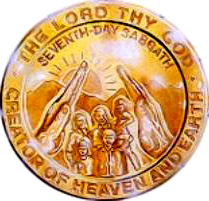 · THE LORD THY GOD ·
SEVENTH-DAY SABBATH
CREATOR OF HEAVEN AND EARTH